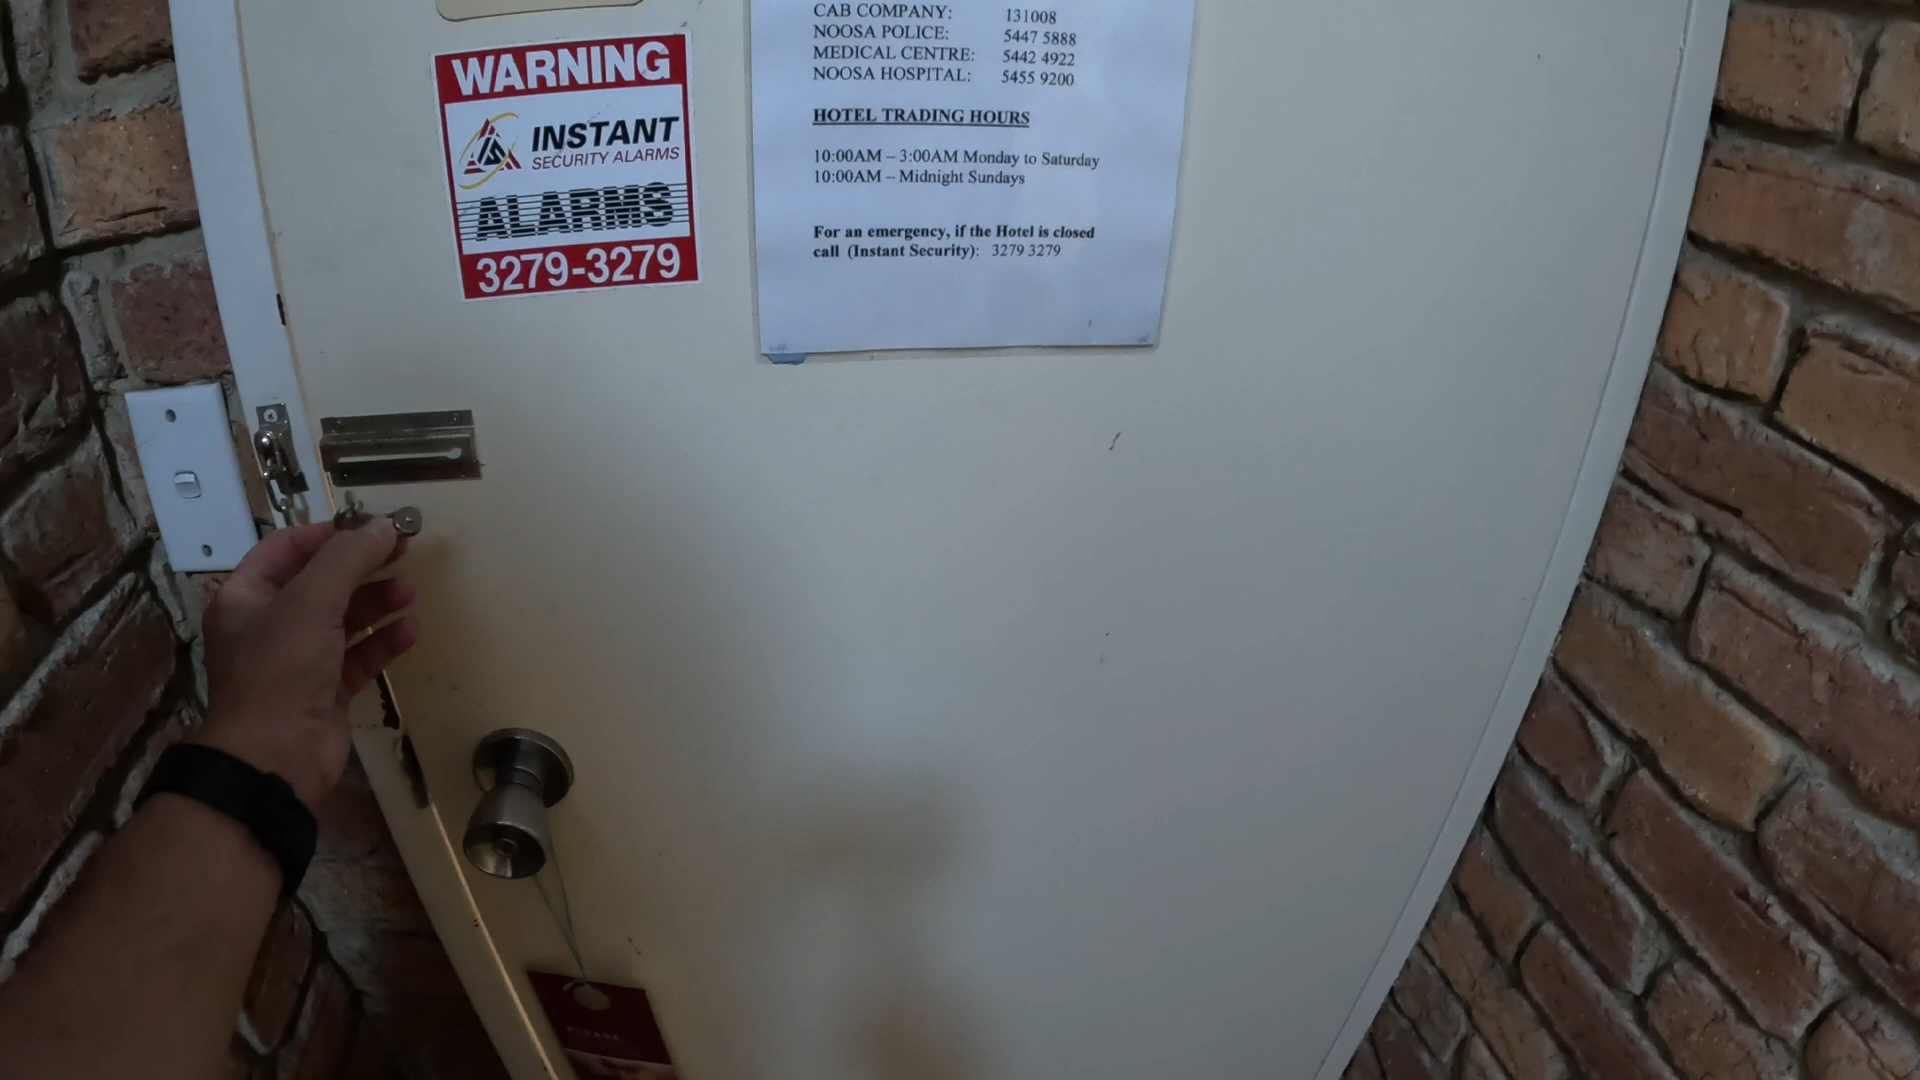 WARNING
INSTANT
SECURITY ALARMS
ALARMS
3279-3279
CAB COMPANY: 131008
NOOSA POLICE: 5447 5888
MEDICAL CENTRE: 5442 4922
NOOSA HOSPITAL: 5455 9200
HOTEL TRADING HOURS
10:00AM – 3:00AM Monday to Saturday
10:00AM – Midnight Sundays
For an emergency, if the Hotel is closed
call (Instant Security): 3279 3279
PLEASE